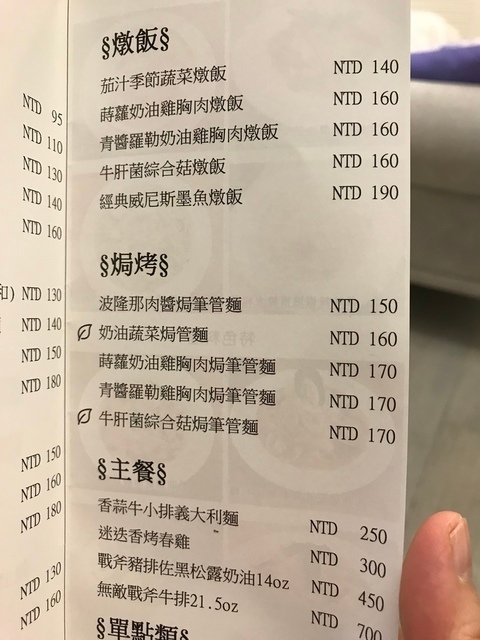 NTD 95
NTD 110
NTD 130
NTD 140
NTD 160
和) NTD 130
NTD 140
NTD 150
NTD 180
NTD 150
NTD 160
NTD 180
NTD 130
NTD 160
§燉飯§
茄汁季節蔬菜燉飯 NTD 140
蒔蘿奶油雞胸肉燉飯 NTD 160
青醬羅勒奶油雞胸肉燉飯 NTD 160
牛肝菌綜合菇燉飯 NTD 160
經典威尼斯墨魚燉飯 NTD 190
§焗烤§
波隆那肉醬焗筆管麵 NTD 150
奶油蔬菜焗管麵 NTD 160
蒔蘿奶油雞胸肉焗筆管麵 NTD 170
青醬羅勒雞胸肉焗筆管麵 NTD 170
牛肝菌綜合菇焗筆管麵 NTD 170
§主餐§
香蒜牛小排義大利麵 NTD 250
迷迭香烤春雞 NTD 300
戰斧豬排佐黑松露奶油14oz NTD 450
無敵戰斧牛排21.5oz NTD 700
§單點類§